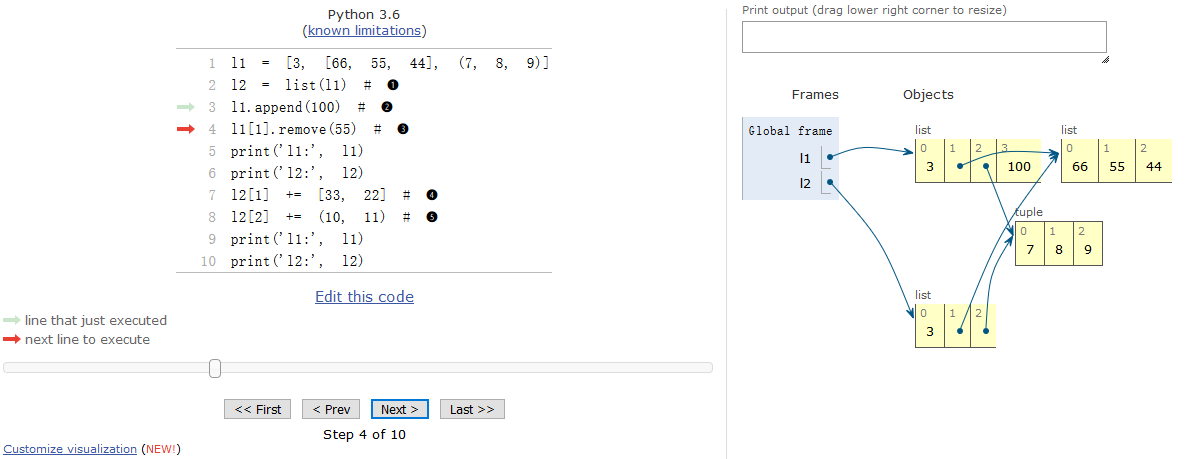 Python 3.6
(known limitations)
1 l1 = [3, [66, 55, 44], (7, 8, 9)]
2 l2 = list(l1) # ❶
3 l1.append(100) # ❷
4 l1[1].remove(55) # ❸
5 print('l1:', l1)
6 print('l2:', l2)
7 l2[1] += [33, 22] # ❹
8 l2[2] += (10, 11) # ❺
9 print('l1:', l1)
10 print('l2:', l2)
Edit this code
line that just executed
next line to execute
<< First < Prev Next > Last >>
Step 4 of 10
Customize visualization (NEW!)
Print output (drag lower right corner to resize)
Frames Objects
Global frame
l1
l2
list
0 1 2 3
3 100
list
0 1 2
66 55 44
tuple
0 1 2
7 8 9
list
0 1 2
3